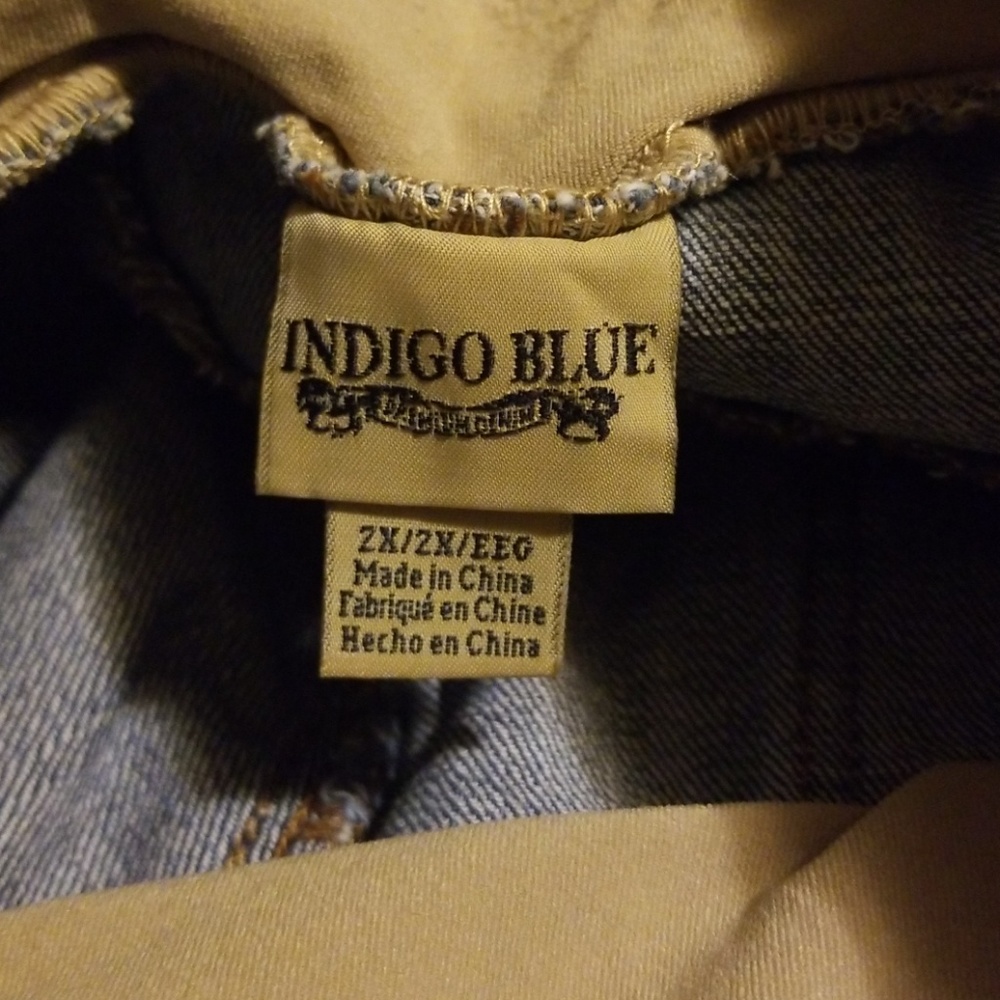 INDIGO BLUE
2X/2X/EEG
Made in China
Fabriqué en Chine
Hecho en China